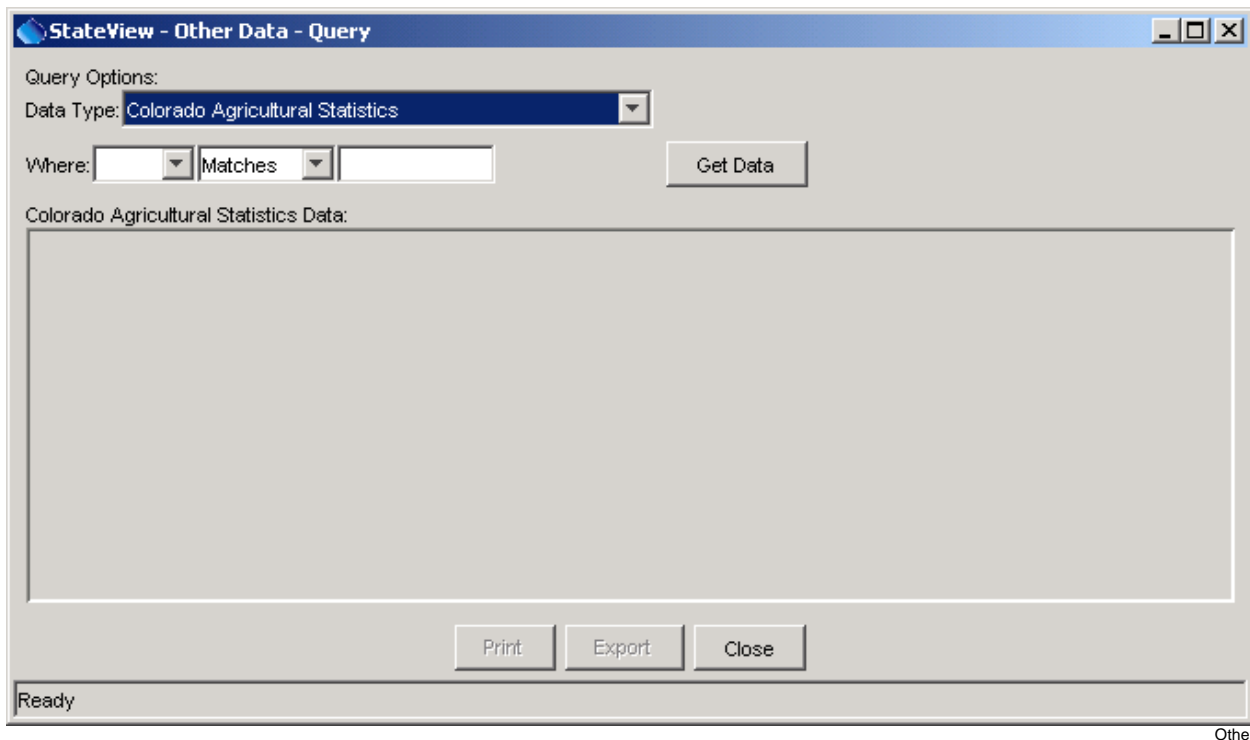 StateView - Other Data - Query
Query Options:
Data Type: Colorado Agricultural Statistics
Where: Matches Get Data
Colorado Agricultural Statistics Data:
Print Export Close
Ready
Othe